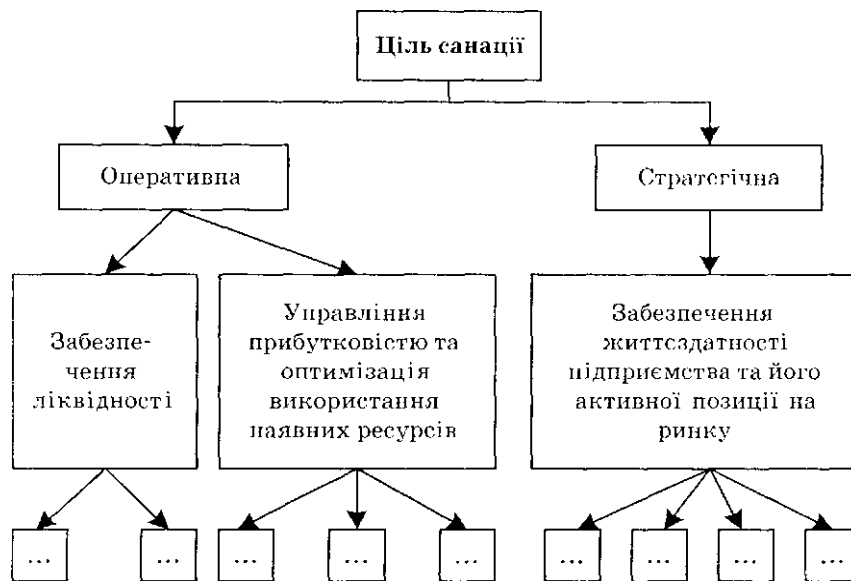 Ціль санації
Оперативна
Стратегічна
Забезпе-
чення
ліквідності
Управління
прибутковістю та
оптимізація
використання
наявних ресурсів
Забезпечення
життєздатності
підприємства та його
активної позиції на
ринку
...
...
...
...
...
...
...
...
...